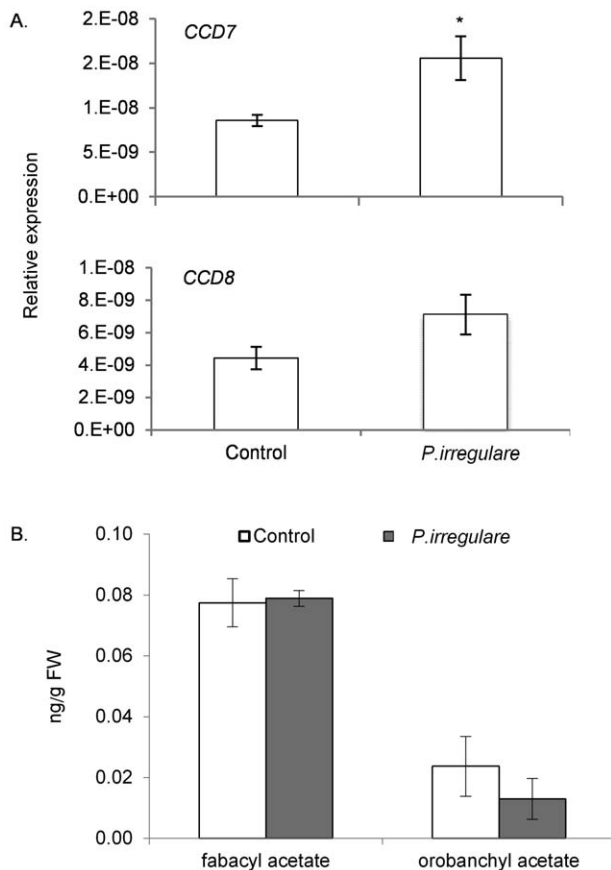 A.
CCD7
*
2.E-08
2.E-08
1.E-08
5.E-09
0.E+00
Relative expression
CCD8
1.E-08
8.E-09
6.E-09
4.E-09
2.E-09
0.E+00
Control P.irregulare
B.
Control P.irregulare
0.10
0.08
0.06
0.04
0.02
0.00
ng/g FW
fabacyl acetate orobanchyl acetate